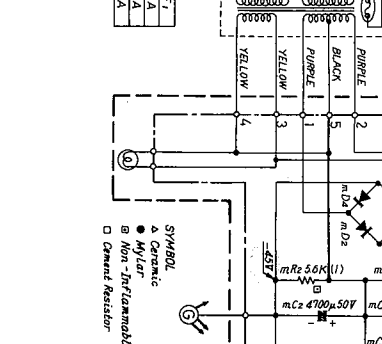 A
A
A
YELLOW
YELLOW
PURPLE
BLACK
PURPLE
4
3
1
5
2
mD4
mD2
-45V
mR2 5.6K (1)
mC2 4700μ50V
- +
G
SYMBOL
△ Ceramic
● Mylar
⊡ Non-Inflammabl
□ Cement Resistor